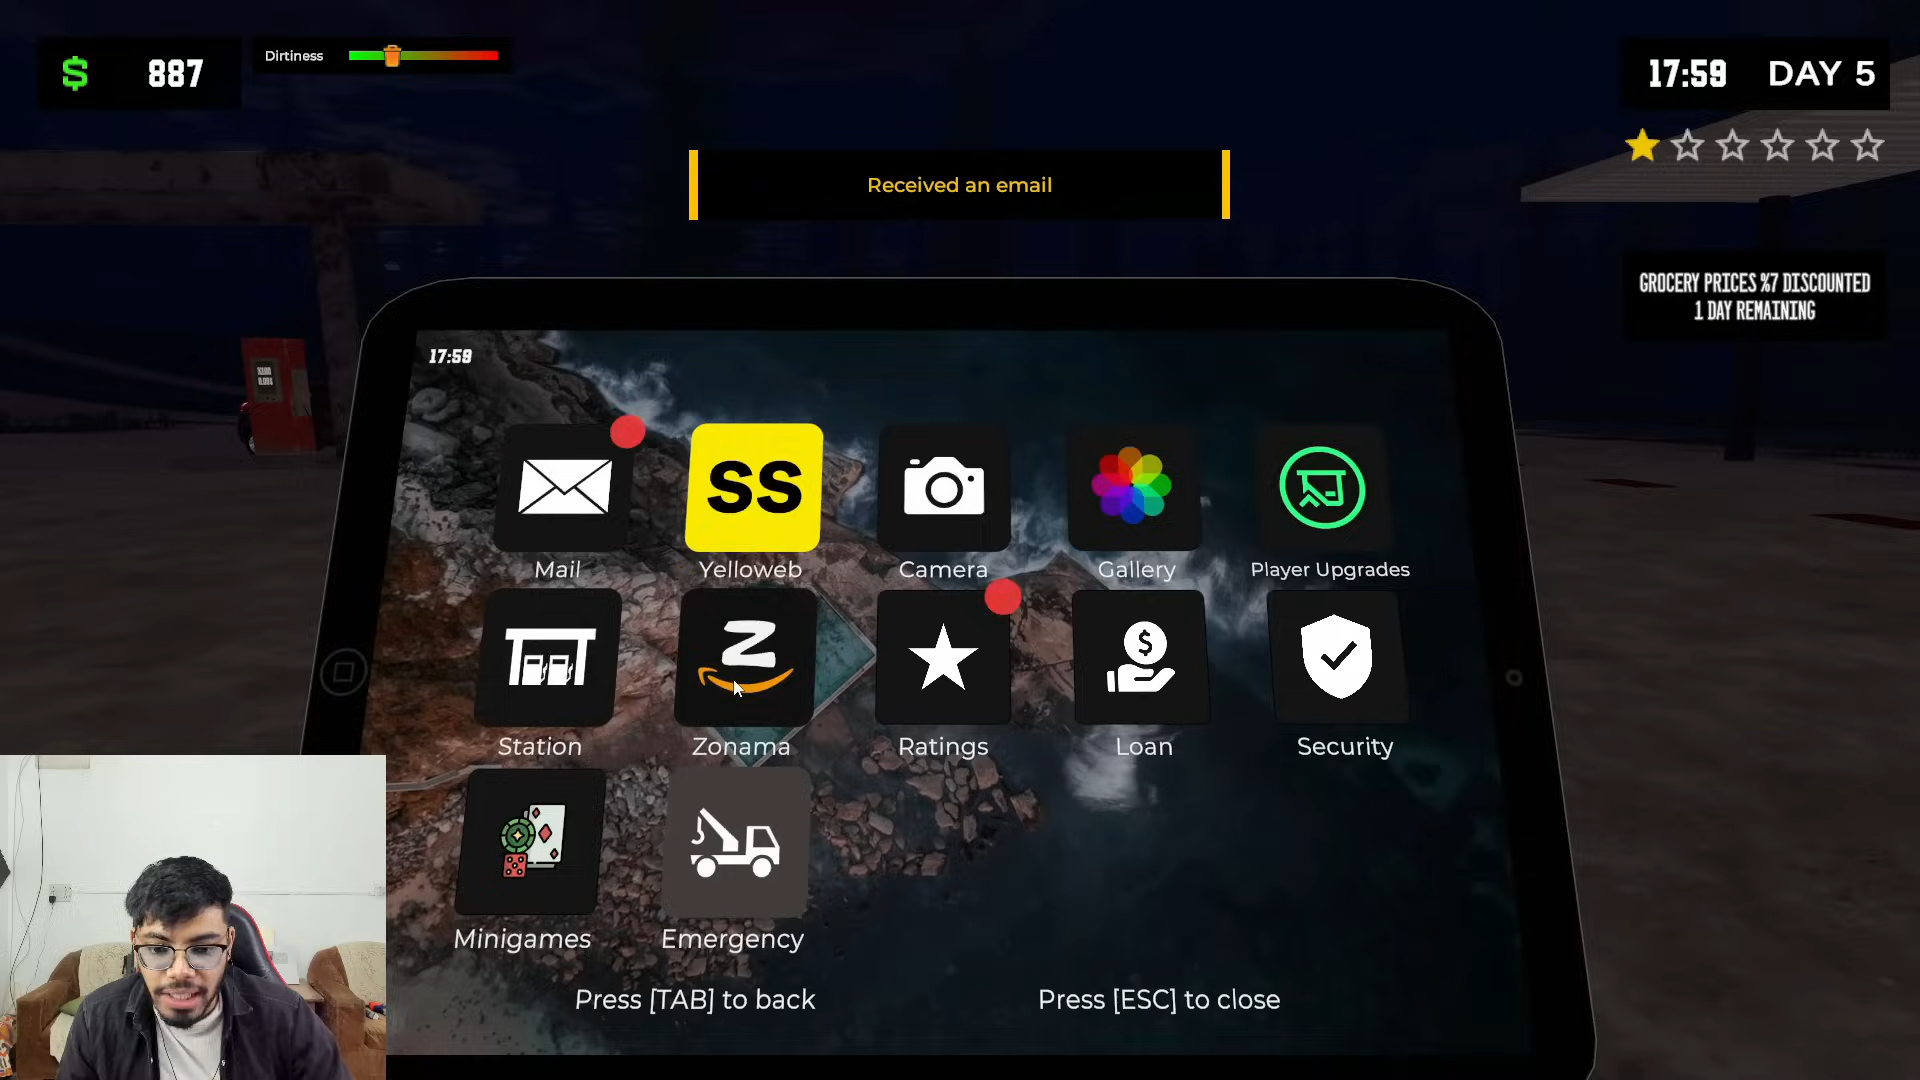 $ 887
Dirtiness
17:59 DAY 5
Received an email
GROCERY PRICES %7 DISCOUNTED
1 DAY REMAINING
17:59
SS
Mail Yelloweb Camera Gallery Player Upgrades
Z
$
Station Zonama Ratings Loan Security
Minigames Emergency
Press [TAB] to back Press [ESC] to close